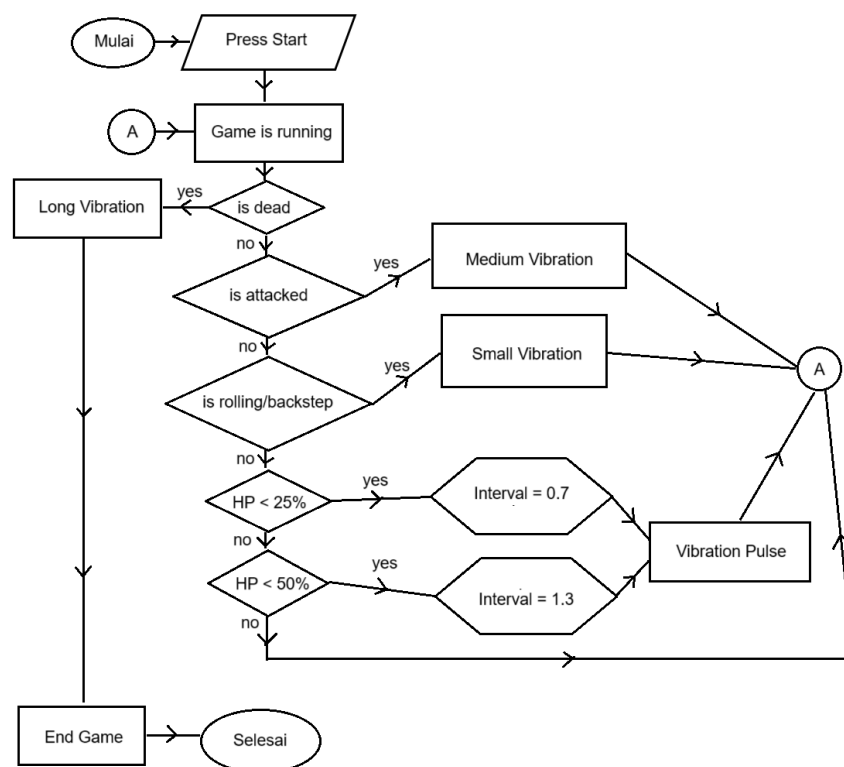 Mulai
Press Start
A
Game is running
Long Vibration
yes
is dead
no
yes
Medium Vibration
is attacked
no
yes
Small Vibration
A
is rolling/backstep
no
yes
Interval = 0.7
HP < 25%
no
Vibration Pulse
yes
HP < 50%
Interval = 1.3
no
End Game
Selesai